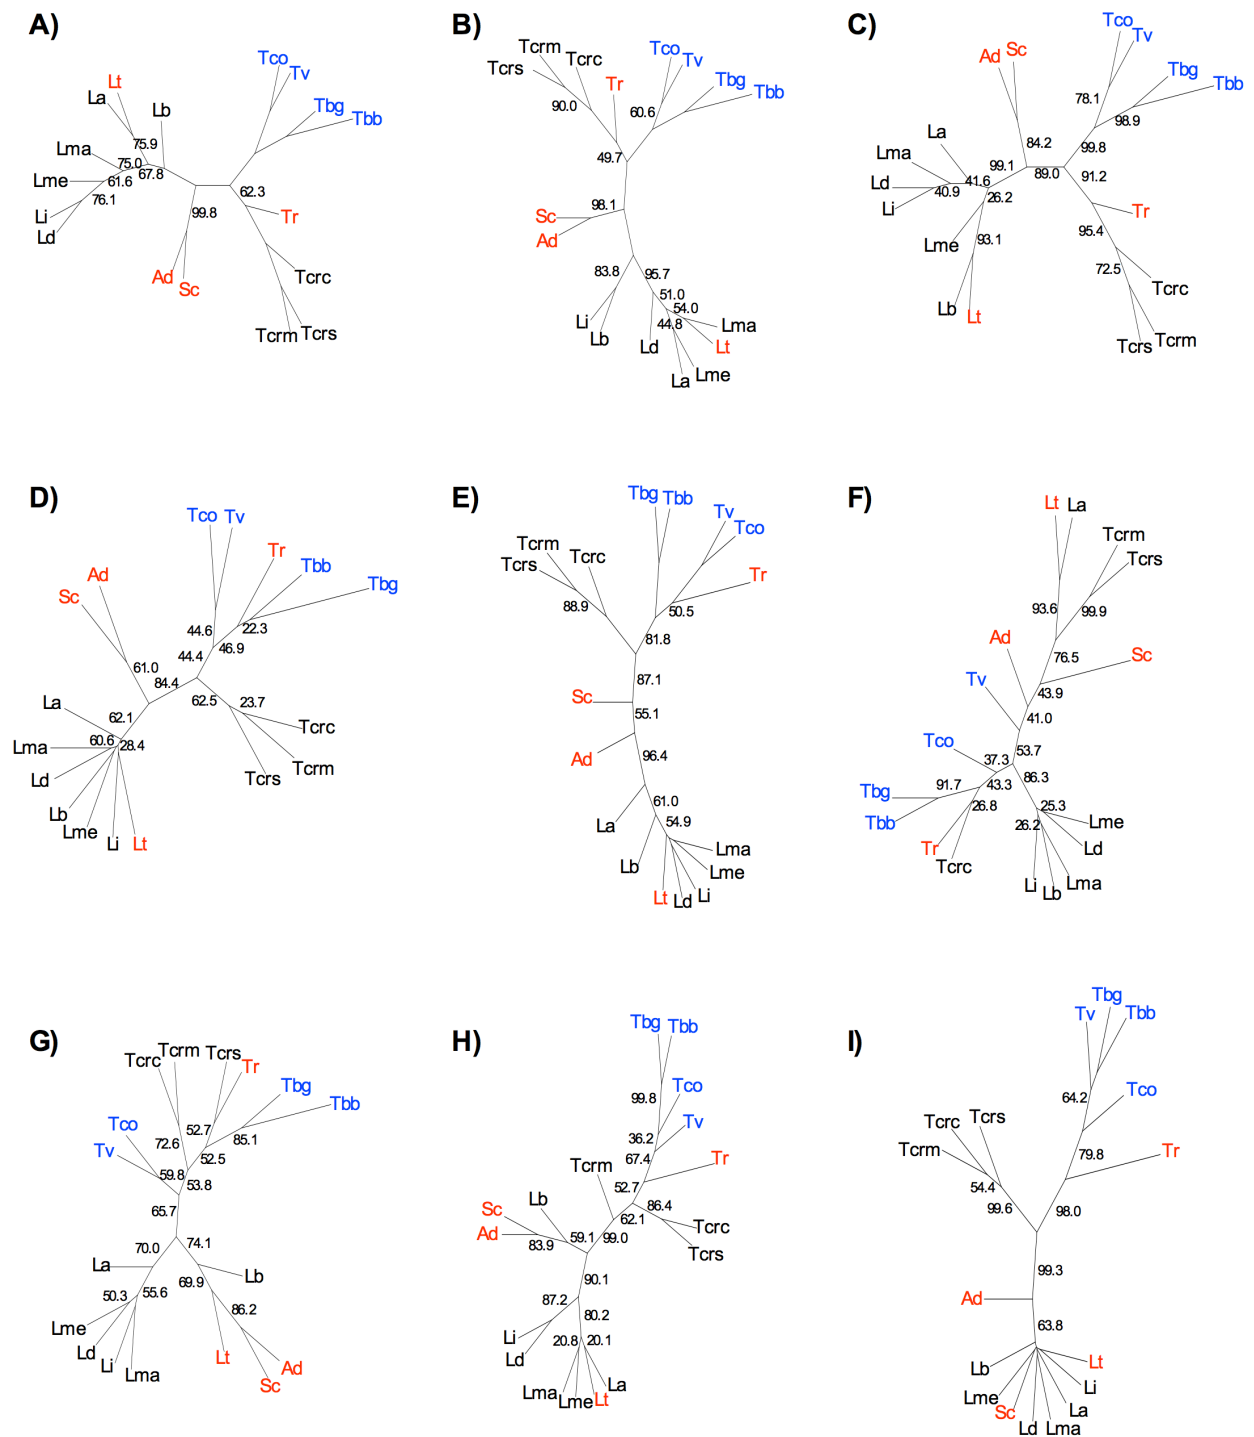 A)
Tco
Tv
Lt
La
Lb
Tbg
Tbb
75.9
Lma
75.0
67.8
Lme
61.6
62.3
76.1
Li
99.8
Tr
Ld
Ad
Sc
Tcrc
Tcrm
Tcrs
B)
Tcrm
Tcrc
Tcrs
Tco
Tv
Tr
Tbg
Tbb
90.0
60.6
49.7
98.1
Sc
Ad
83.8
95.7
51.0
54.0
Li
44.8
Lma
Lb
Ld
Lt
La
Lme
C)
Tco
Tv
Ad
Sc
Tbg
Tbb
78.1
98.9
La
84.2
99.8
Lma
99.1
89.0
91.2
Ld
41.6
40.9
26.2
Li
Tr
Lme
93.1
95.4
72.5
Tcrc
Lb
Lt
Tcrs
Tcrm
D)
Tco
Tv
Tr
Tbb
Tbg
Ad
Sc
44.6
22.3
46.9
44.4
61.0
84.4
62.5
23.7
La
62.1
Tcrc
Lma
60.6
28.4
Tcrm
Ld
Tcrs
Lb
Lme
Li
Lt
E)
Tbg
Tbb
Tv
Tco
Tcrm
Tcrc
Tcrs
Tr
88.9
50.5
81.8
87.1
Sc
55.1
Ad
96.4
61.0
La
54.9
Lb
Lma
Lme
Lt
Ld
Li
F)
Lt
La
Tcrm
Tcrs
93.6
99.9
Ad
76.5
Sc
Tv
43.9
41.0
Tco
53.7
37.3
86.3
91.7
43.3
Tbg
26.8
25.3
Tbb
26.2
Lme
Tr
Ld
Tcrc
Li
Lb
Lma
G)
Tcrc
Tcrm
Tcrs
Tr
Tbg
Tbb
Tco
52.7
85.1
Tv
72.6
52.5
59.8
53.8
65.7
70.0
74.1
La
69.9
Lb
50.3
55.6
86.2
Lme
Ld
Li
Lma
Lt
Ad
Sc
H)
Tbg
Tbb
99.8
Tco
Tv
36.2
67.4
Tr
Tcrm
52.7
Lb
86.4
Sc
62.1
Tcrc
Ad
59.1
99.0
83.9
Tcrs
90.1
87.2
80.2
Li
20.8
20.1
Ld
Lma
Lme
Lt
La
I)
Tbg
Tv
Tbb
64.2
Tco
Tcrc
Tcrs
Tcrm
79.8
Tr
54.4
99.6
98.0
99.3
Ad
63.8
Lb
Lt
Lme
Li
Sc
La
Ld
Lma